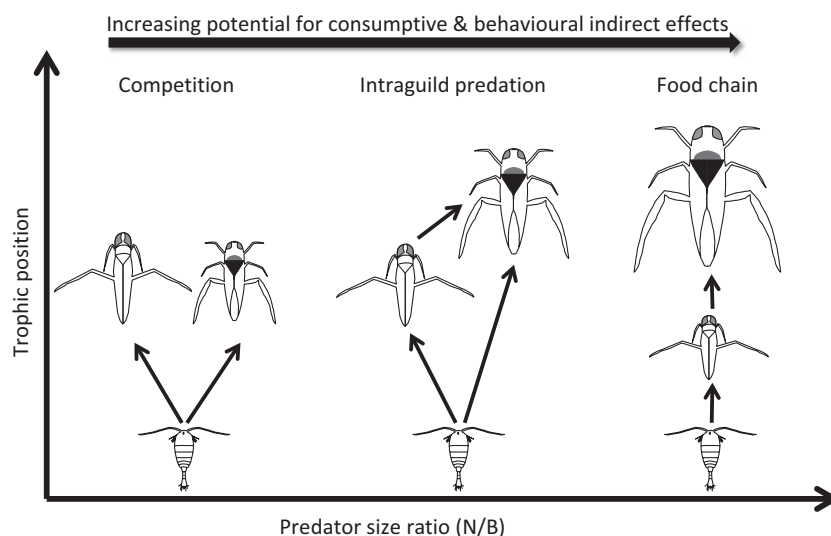 Increasing potential for consumptive & behavioural indirect effects
Competition
Intraguild predation
Food chain
Trophic position
Predator size ratio (N/B)